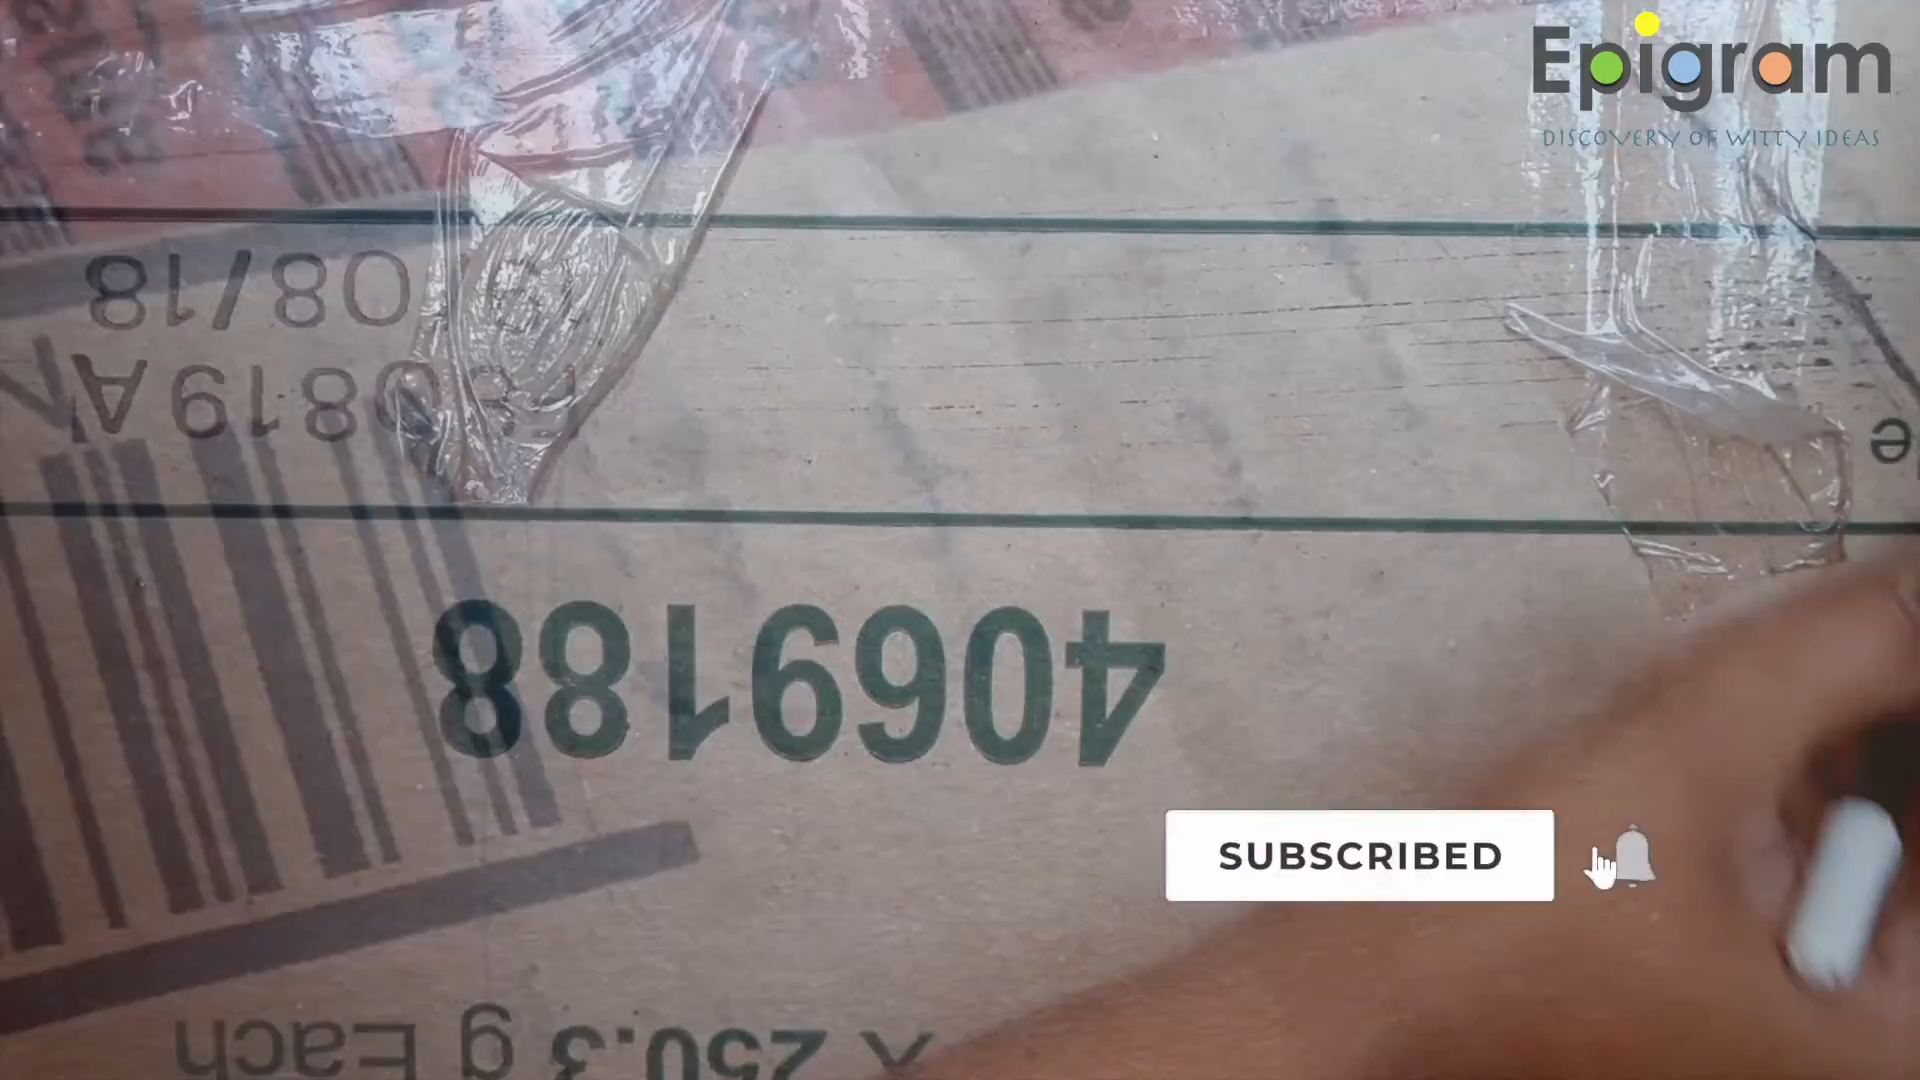 Epigram
DISCOVERY OF WITTY IDEAS
08/18
0819A
4069188
SUBSCRIBED
X 250.3 g Each